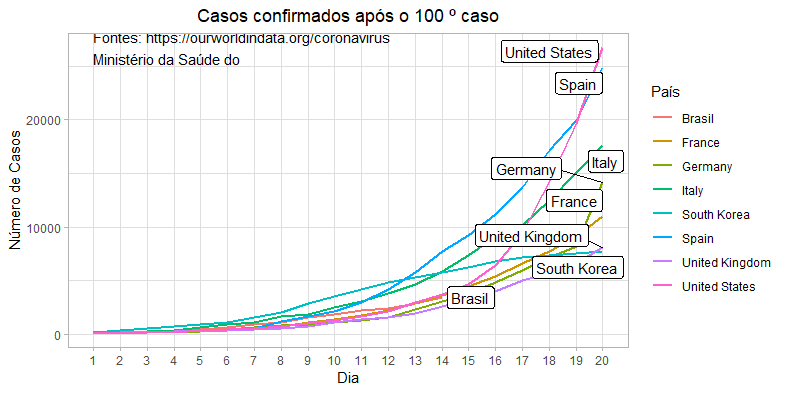 Casos confirmados após o 100 º caso
Fontes: https://ourworldindata.org/coronavirus
Ministério da Saúde do
United States
Spain
Italy
Germany
France
United Kingdom
South Korea
Brasil
Número de Casos
20000
10000
0
1 2 3 4 5 6 7 8 9 10 11 12 13 14 15 16 17 18 19 20
Dia
País
Brasil
France
Germany
Italy
South Korea
Spain
United Kingdom
United States